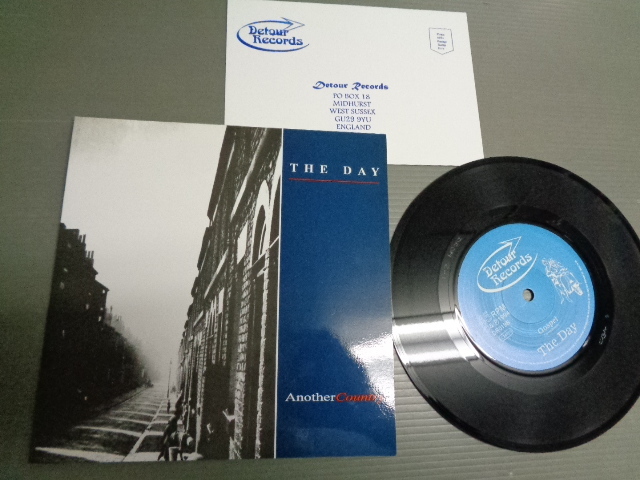 Detour
Records
Detour Records
PO BOX 18
MIDHURST
WEST SUSSEX
GU29 9YU
ENGLAND
THE DAY
Another Country
Detour
Records
The Day